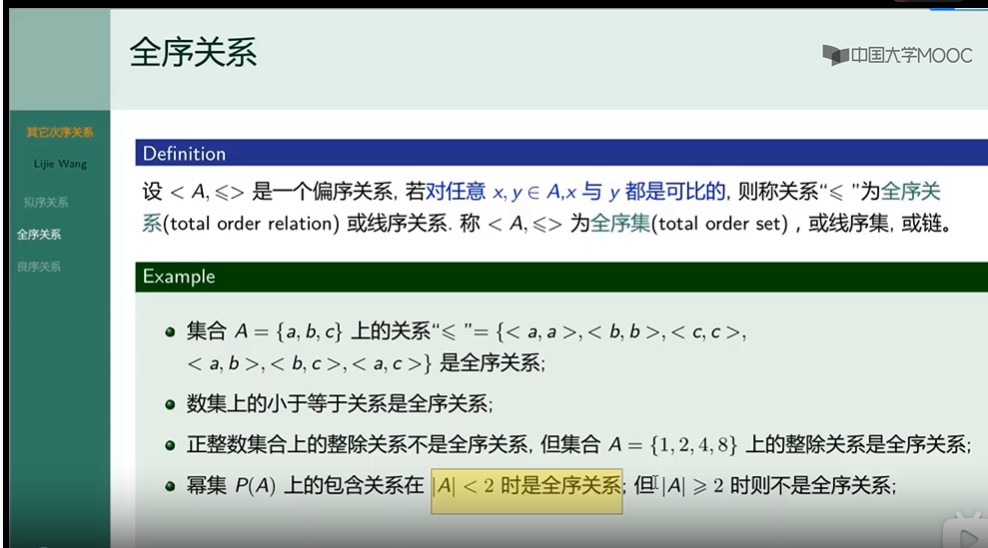 全序关系
中国大学MOOC
其它次序关系
Lijie Wang
拟序关系
全序关系
良序关系
Definition
设 < A, ⩽> 是一个偏序关系, 若对任意 x, y ∈ A,x 与 y 都是可比的, 则称关系“⩽ ”为全序关
系(total order relation) 或线序关系. 称 < A, ⩽> 为全序集(total order set) , 或线序集, 或链。
Example
集合 A = {a, b, c} 上的关系“⩽ ”= {< a, a >, < b, b >, < c, c >,
< a, b >, < b, c >, < a, c >} 是全序关系;
数集上的小于等于关系是全序关系;
正整数集合上的整除关系不是全序关系, 但集合 A = {1, 2, 4, 8} 上的整除关系是全序关系;
幂集 P(A) 上的包含关系在 |A| < 2 时是全序关系; 但 |A| ⩾ 2 时则不是全序关系;